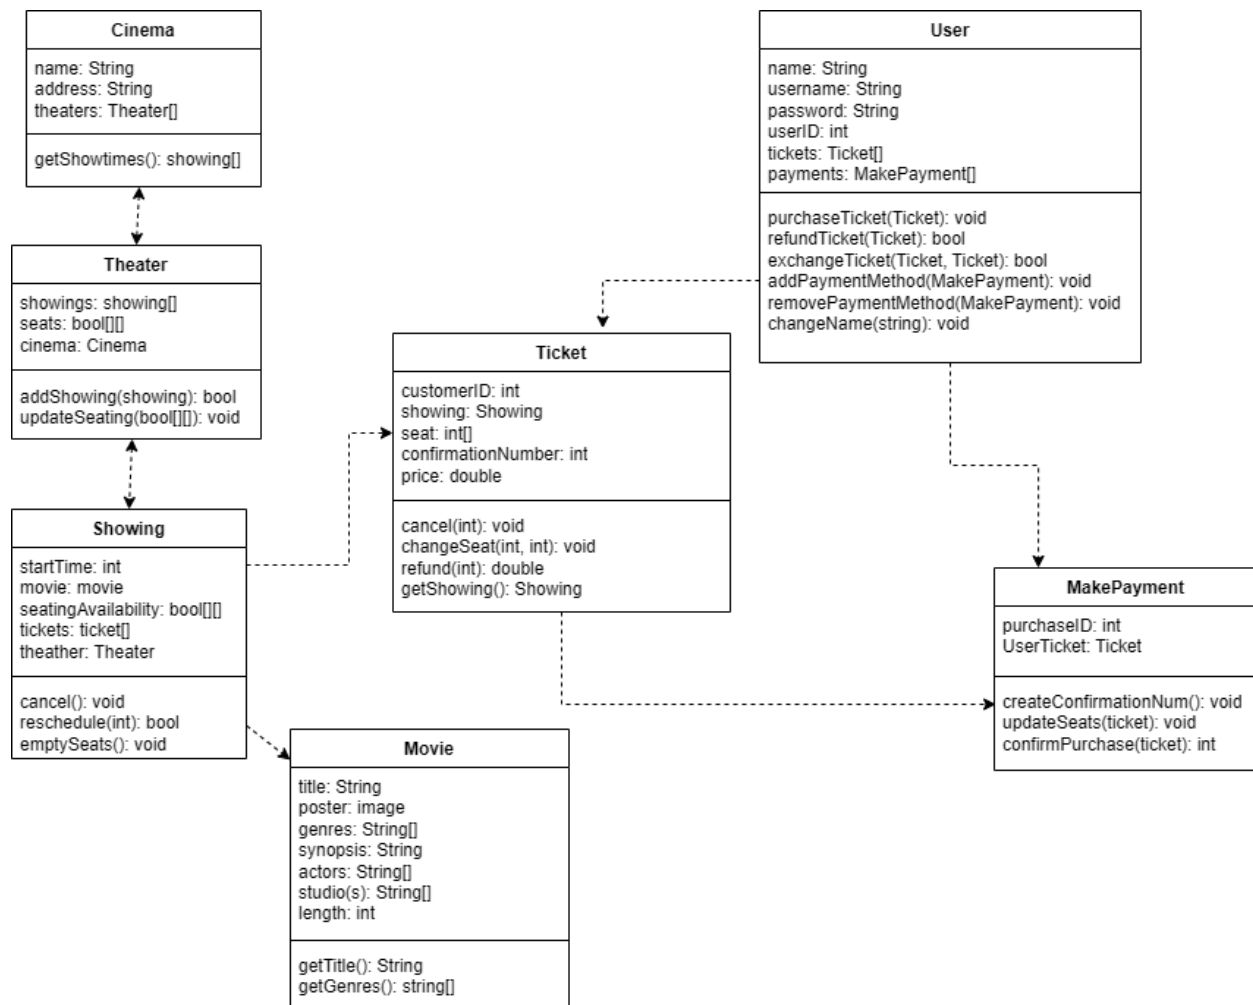 Cinema
name: String
address: String
theaters: Theater[]
getShowtimes(): showing[]
User
name: String
username: String
password: String
userID: int
tickets: Ticket[]
payments: MakePayment[]
purchaseTicket(Ticket): void
refundTicket(Ticket): bool
exchangeTicket(Ticket, Ticket): bool
addPaymentMethod(MakePayment): void
removePaymentMethod(MakePayment): void
changeName(string): void
Theater
showings: showing[]
seats: bool[][]
cinema: Cinema
addShowing(showing): bool
updateSeating(bool[][]): void
Ticket
customerID: int
showing: Showing
seat: int[]
confirmationNumber: int
price: double
cancel(int): void
changeSeat(int, int): void
refund(int): double
getShowing(): Showing
Showing
startTime: int
movie: movie
seatingAvailability: bool[][]
tickets: ticket[]
theather: Theater
cancel(): void
reschedule(int): bool
emptySeats(): void
MakePayment
purchaseID: int
UserTicket: Ticket
createConfirmationNum(): void
updateSeats(ticket): void
confirmPurchase(ticket): int
Movie
title: String
poster: image
genres: String[]
synopsis: String
actors: String[]
studio(s): String[]
length: int
getTitle(): String
getGenres(): string[]